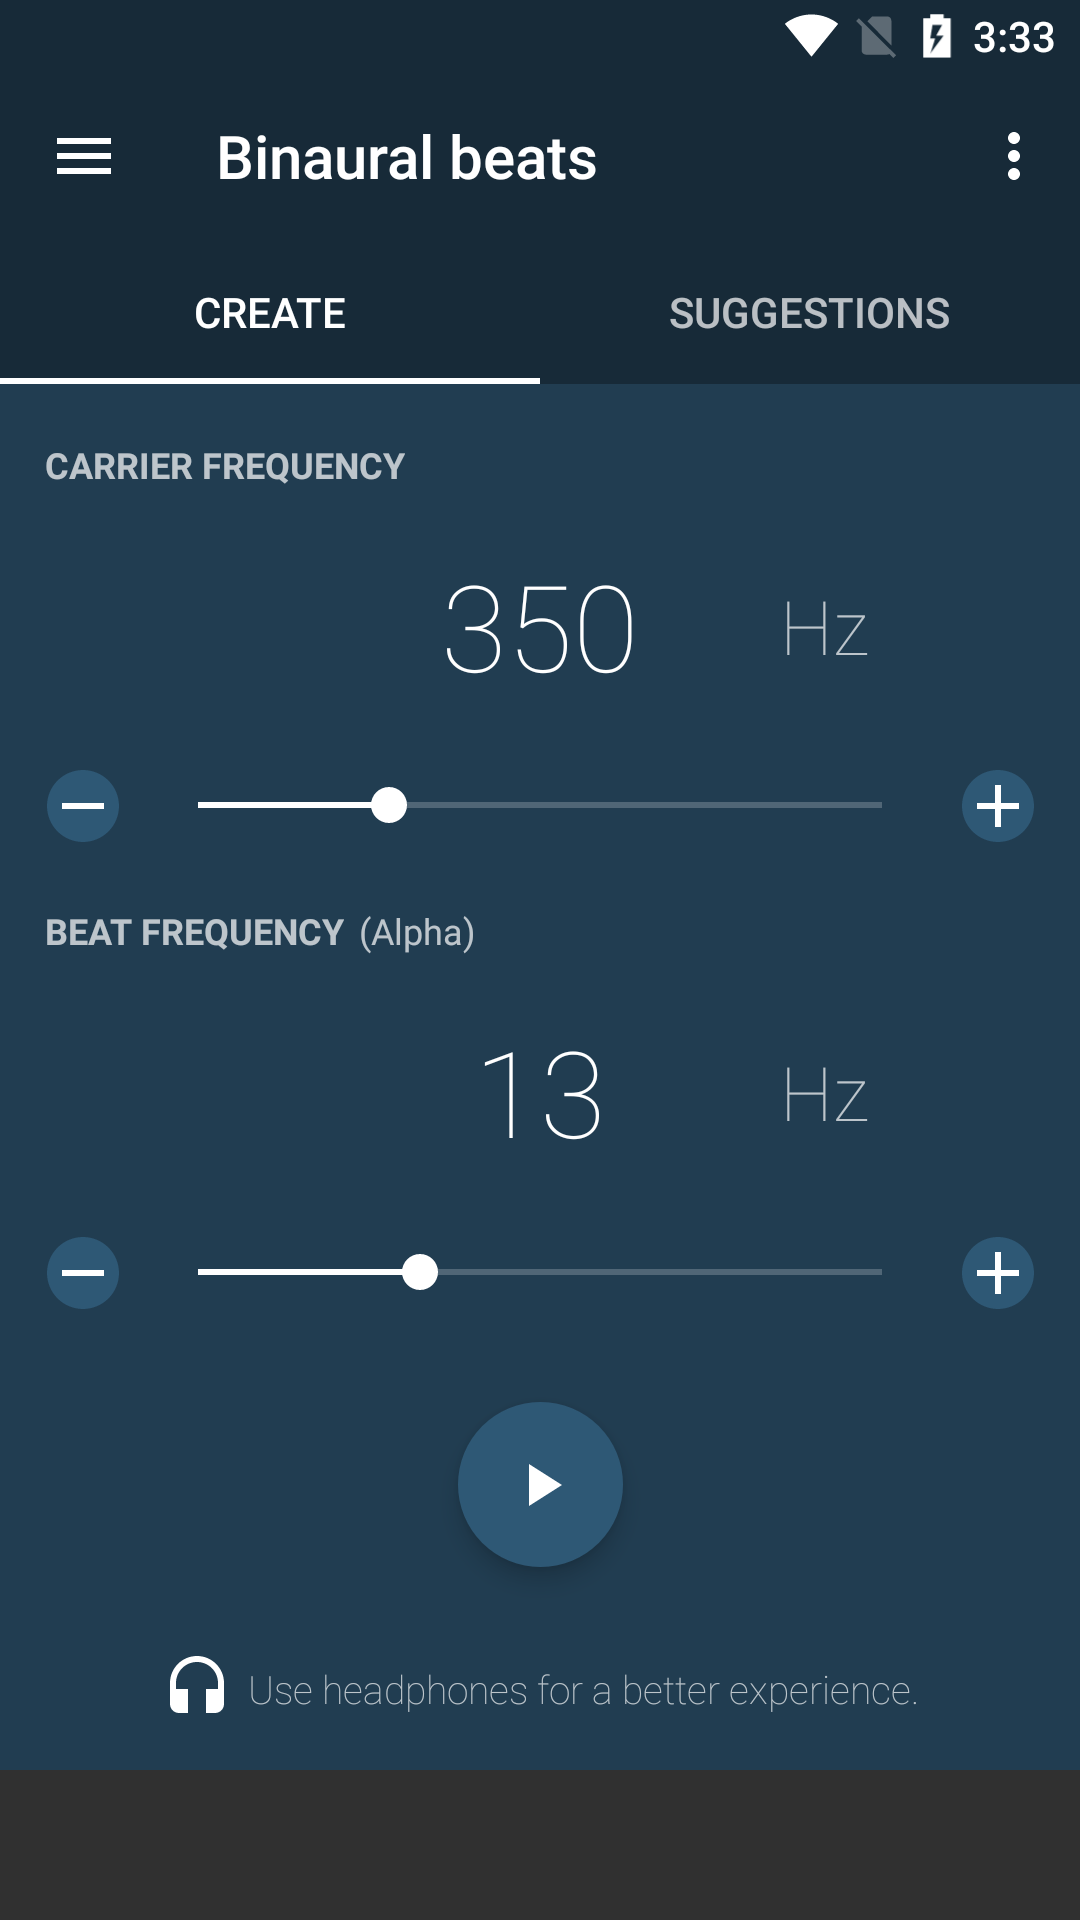 3:33
Binaural beats
CREATE
SUGGESTIONS
CARRIER FREQUENCY
350 Hz
BEAT FREQUENCY (Alpha)
13 Hz
Use headphones for a better experience.